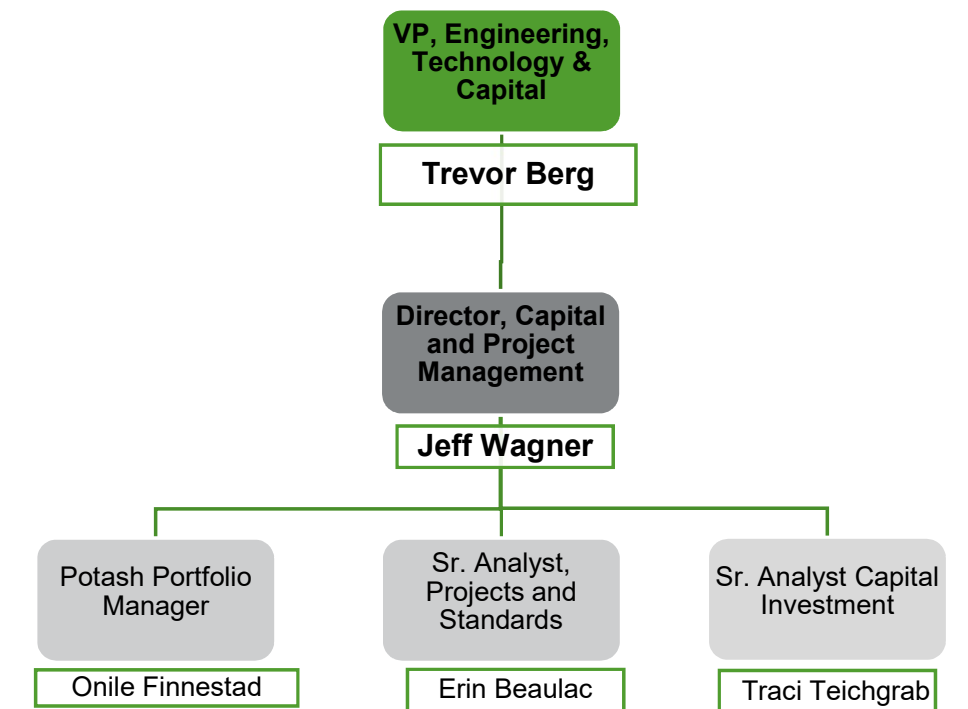 VP, Engineering,
Technology &
Capital
Trevor Berg
Director, Capital
and Project
Management
Jeff Wagner
Potash Portfolio
Manager
Onile Finnestad
Sr. Analyst,
Projects and
Standards
Erin Beaulac
Sr. Analyst Capital
Investment
Traci Teichgrab